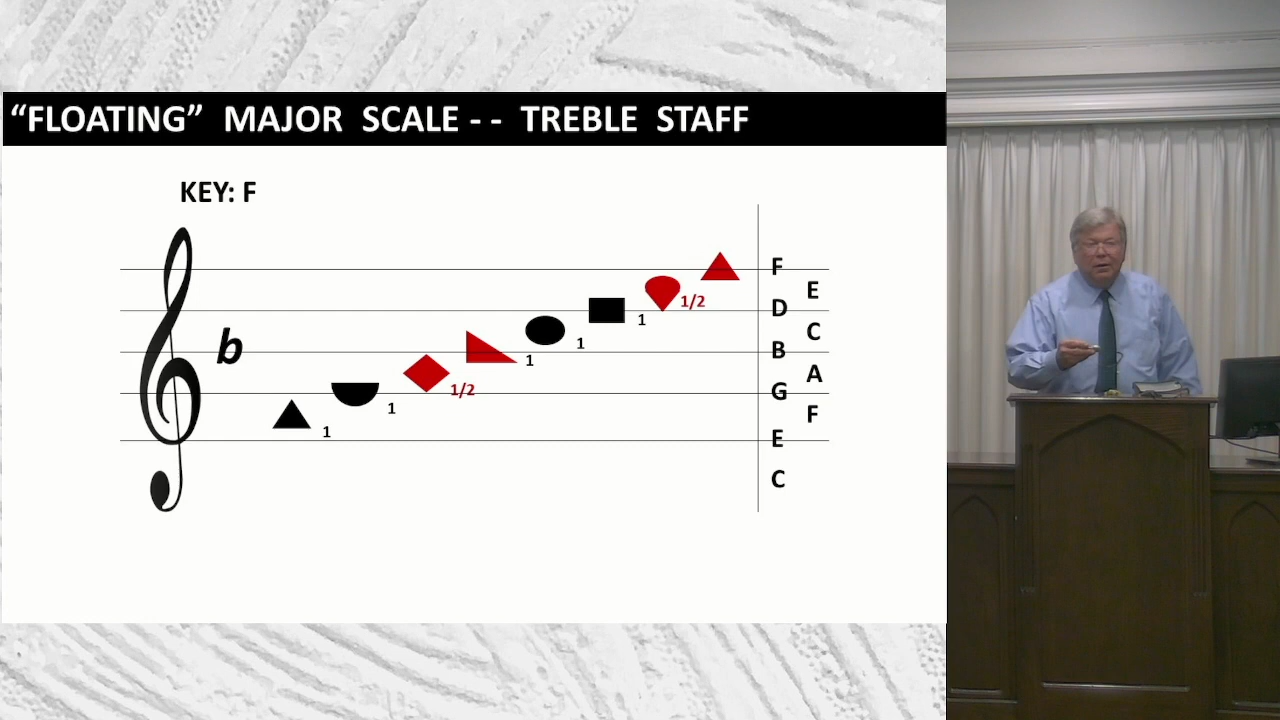 “FLOATING” MAJOR SCALE - - TREBLE STAFF
KEY: F
b
1
1
1/2
1
1
1
1/2
F
E
D
C
B
A
G
F
E
C